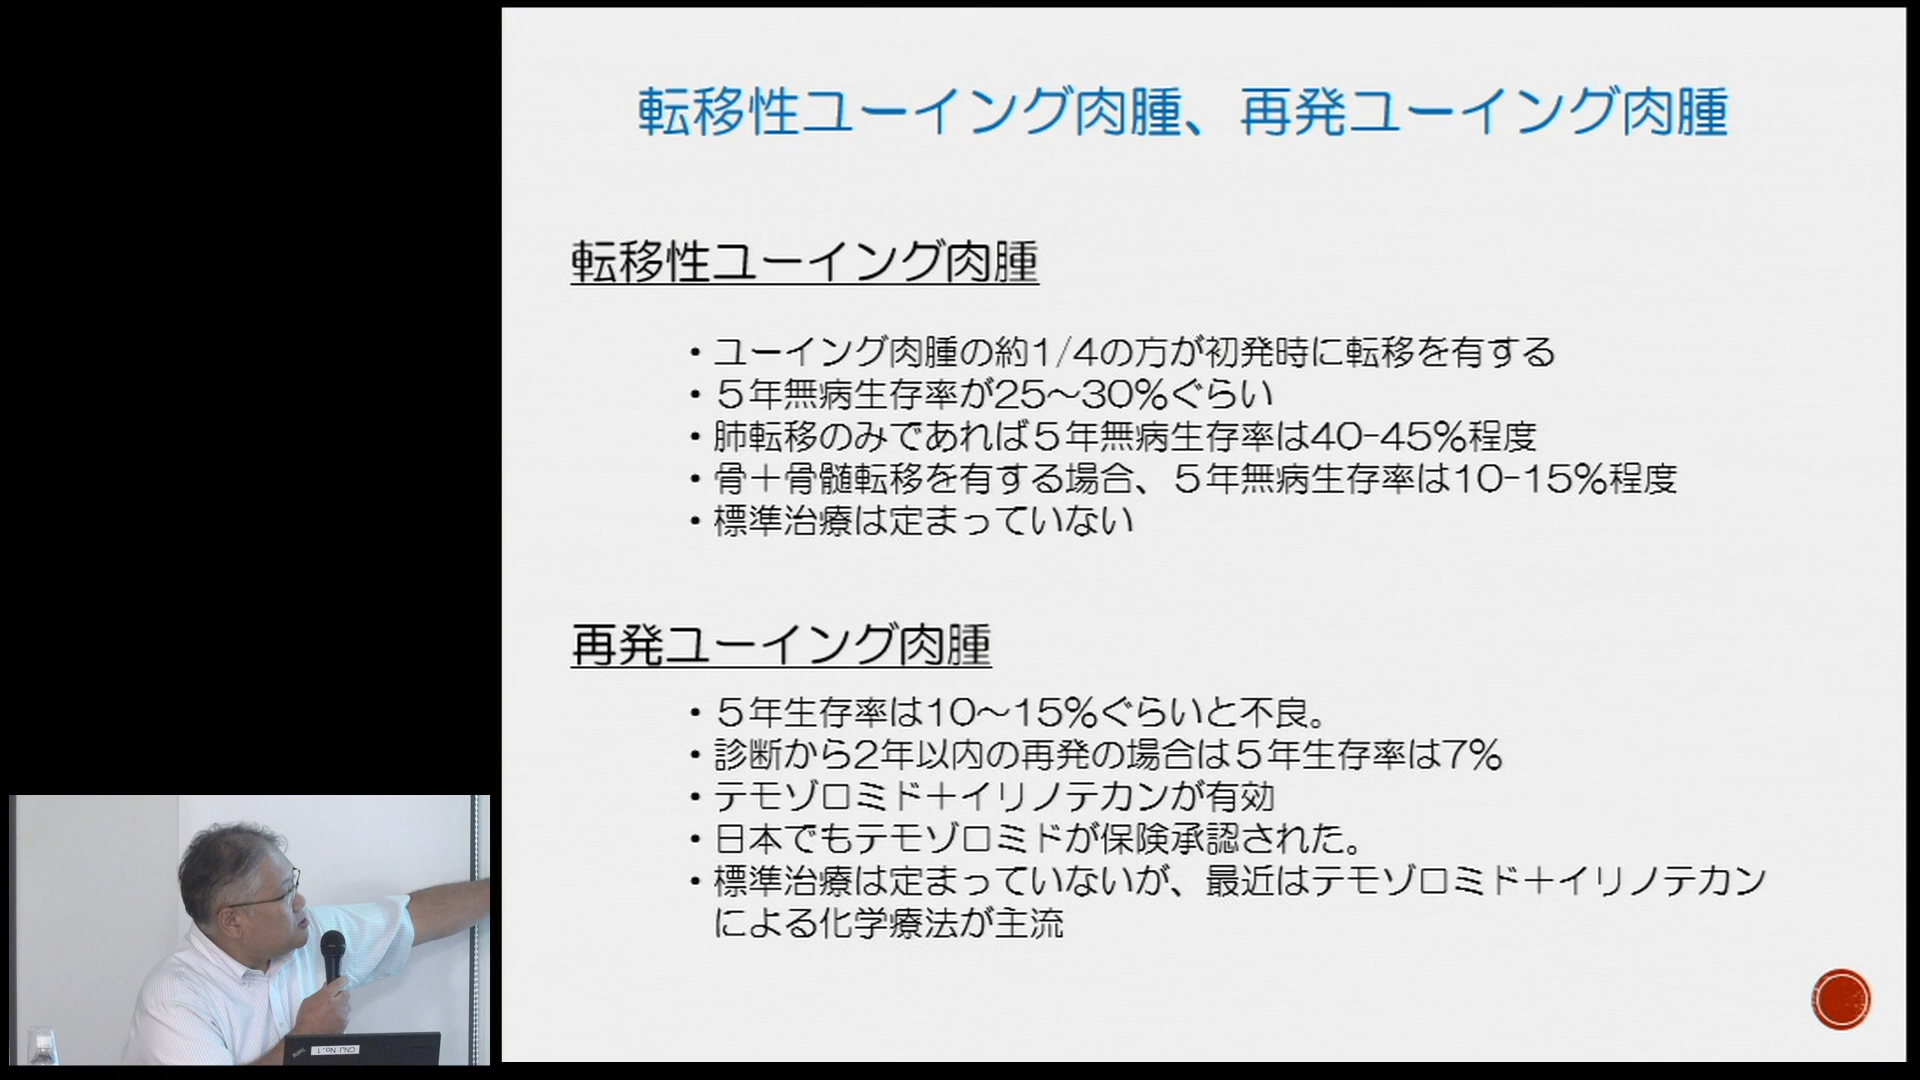 転移性ユーイング肉腫、再発ユーイング肉腫
転移性ユーイング肉腫
・ユーイング肉腫の約1/4の方が初発時に転移を有する
・５年無病生存率が25～30%ぐらい
・肺転移のみであれば５年無病生存率は40-45%程度
・骨＋骨髄転移を有する場合、５年無病生存率は10-15%程度
・標準治療は定まっていない
再発ユーイング肉腫
・５年生存率は10～15%ぐらいと不良。
・診断から2年以内の再発の場合は５年生存率は7%
・テモゾロミド＋イリノテカンが有効
・日本でもテモゾロミドが保険承認された。
・標準治療は定まっていないが、最近はテモゾロミド＋イリノテカン
による化学療法が主流
CNJ No.1